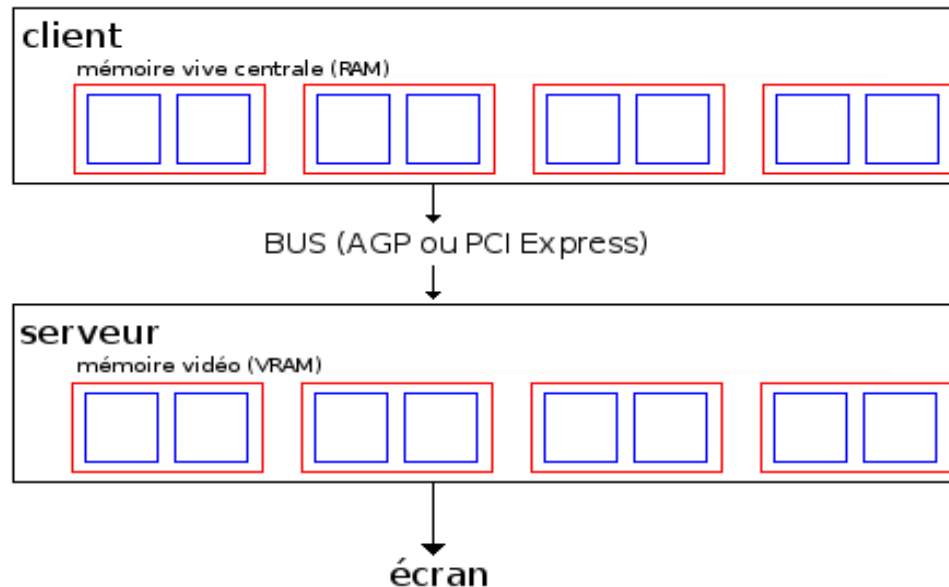 client
mémoire vive centrale (RAM)
BUS (AGP ou PCI Express)
serveur
mémoire vidéo (VRAM)
écran